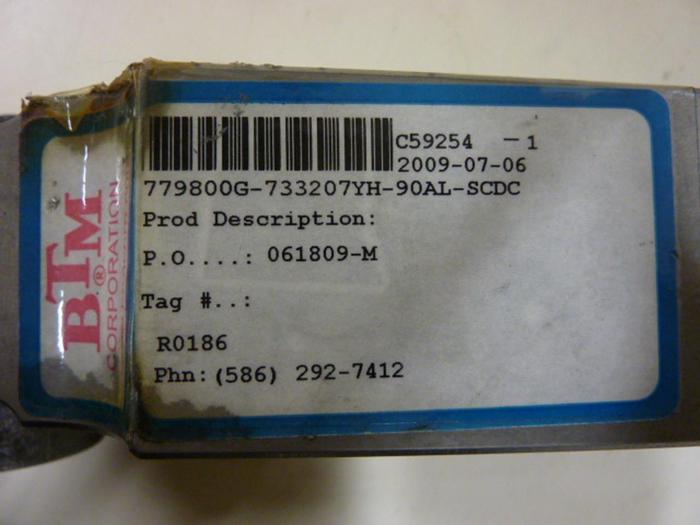 BTM
®
CORPORATION
C59254 - 1
2009-07-06
779800G-733207YH-90AL-SCDC
Prod Description:
P.O....: 061809-M
Tag #..:
R0186
Phn:(586) 292-7412